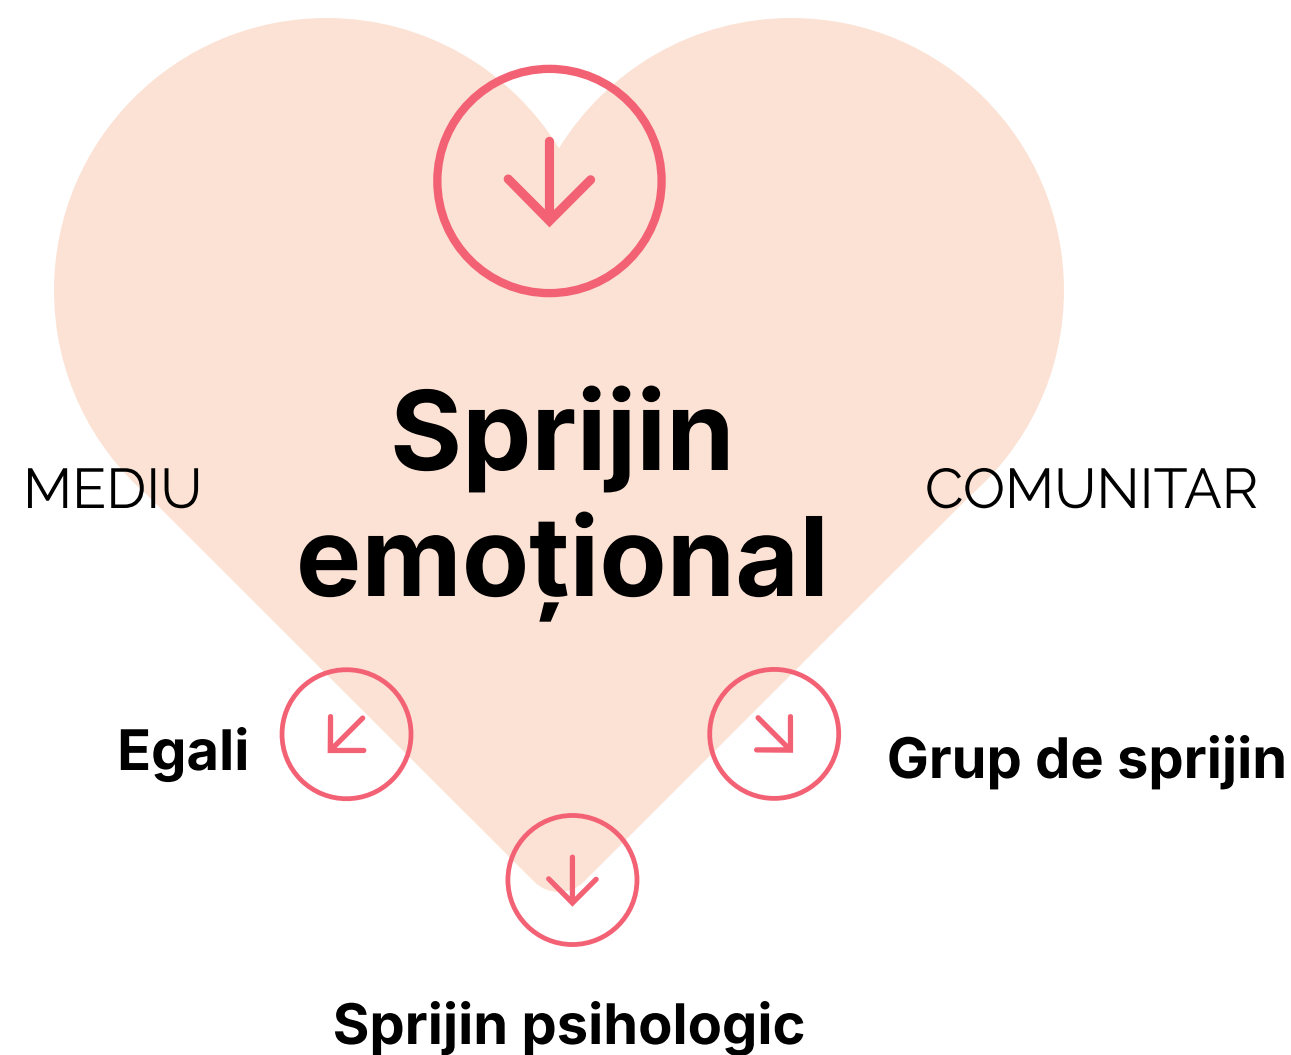 Sprijin
emoțional
MEDIU
COMUNITAR
Egali
Grup de sprijin
Sprijin psihologic